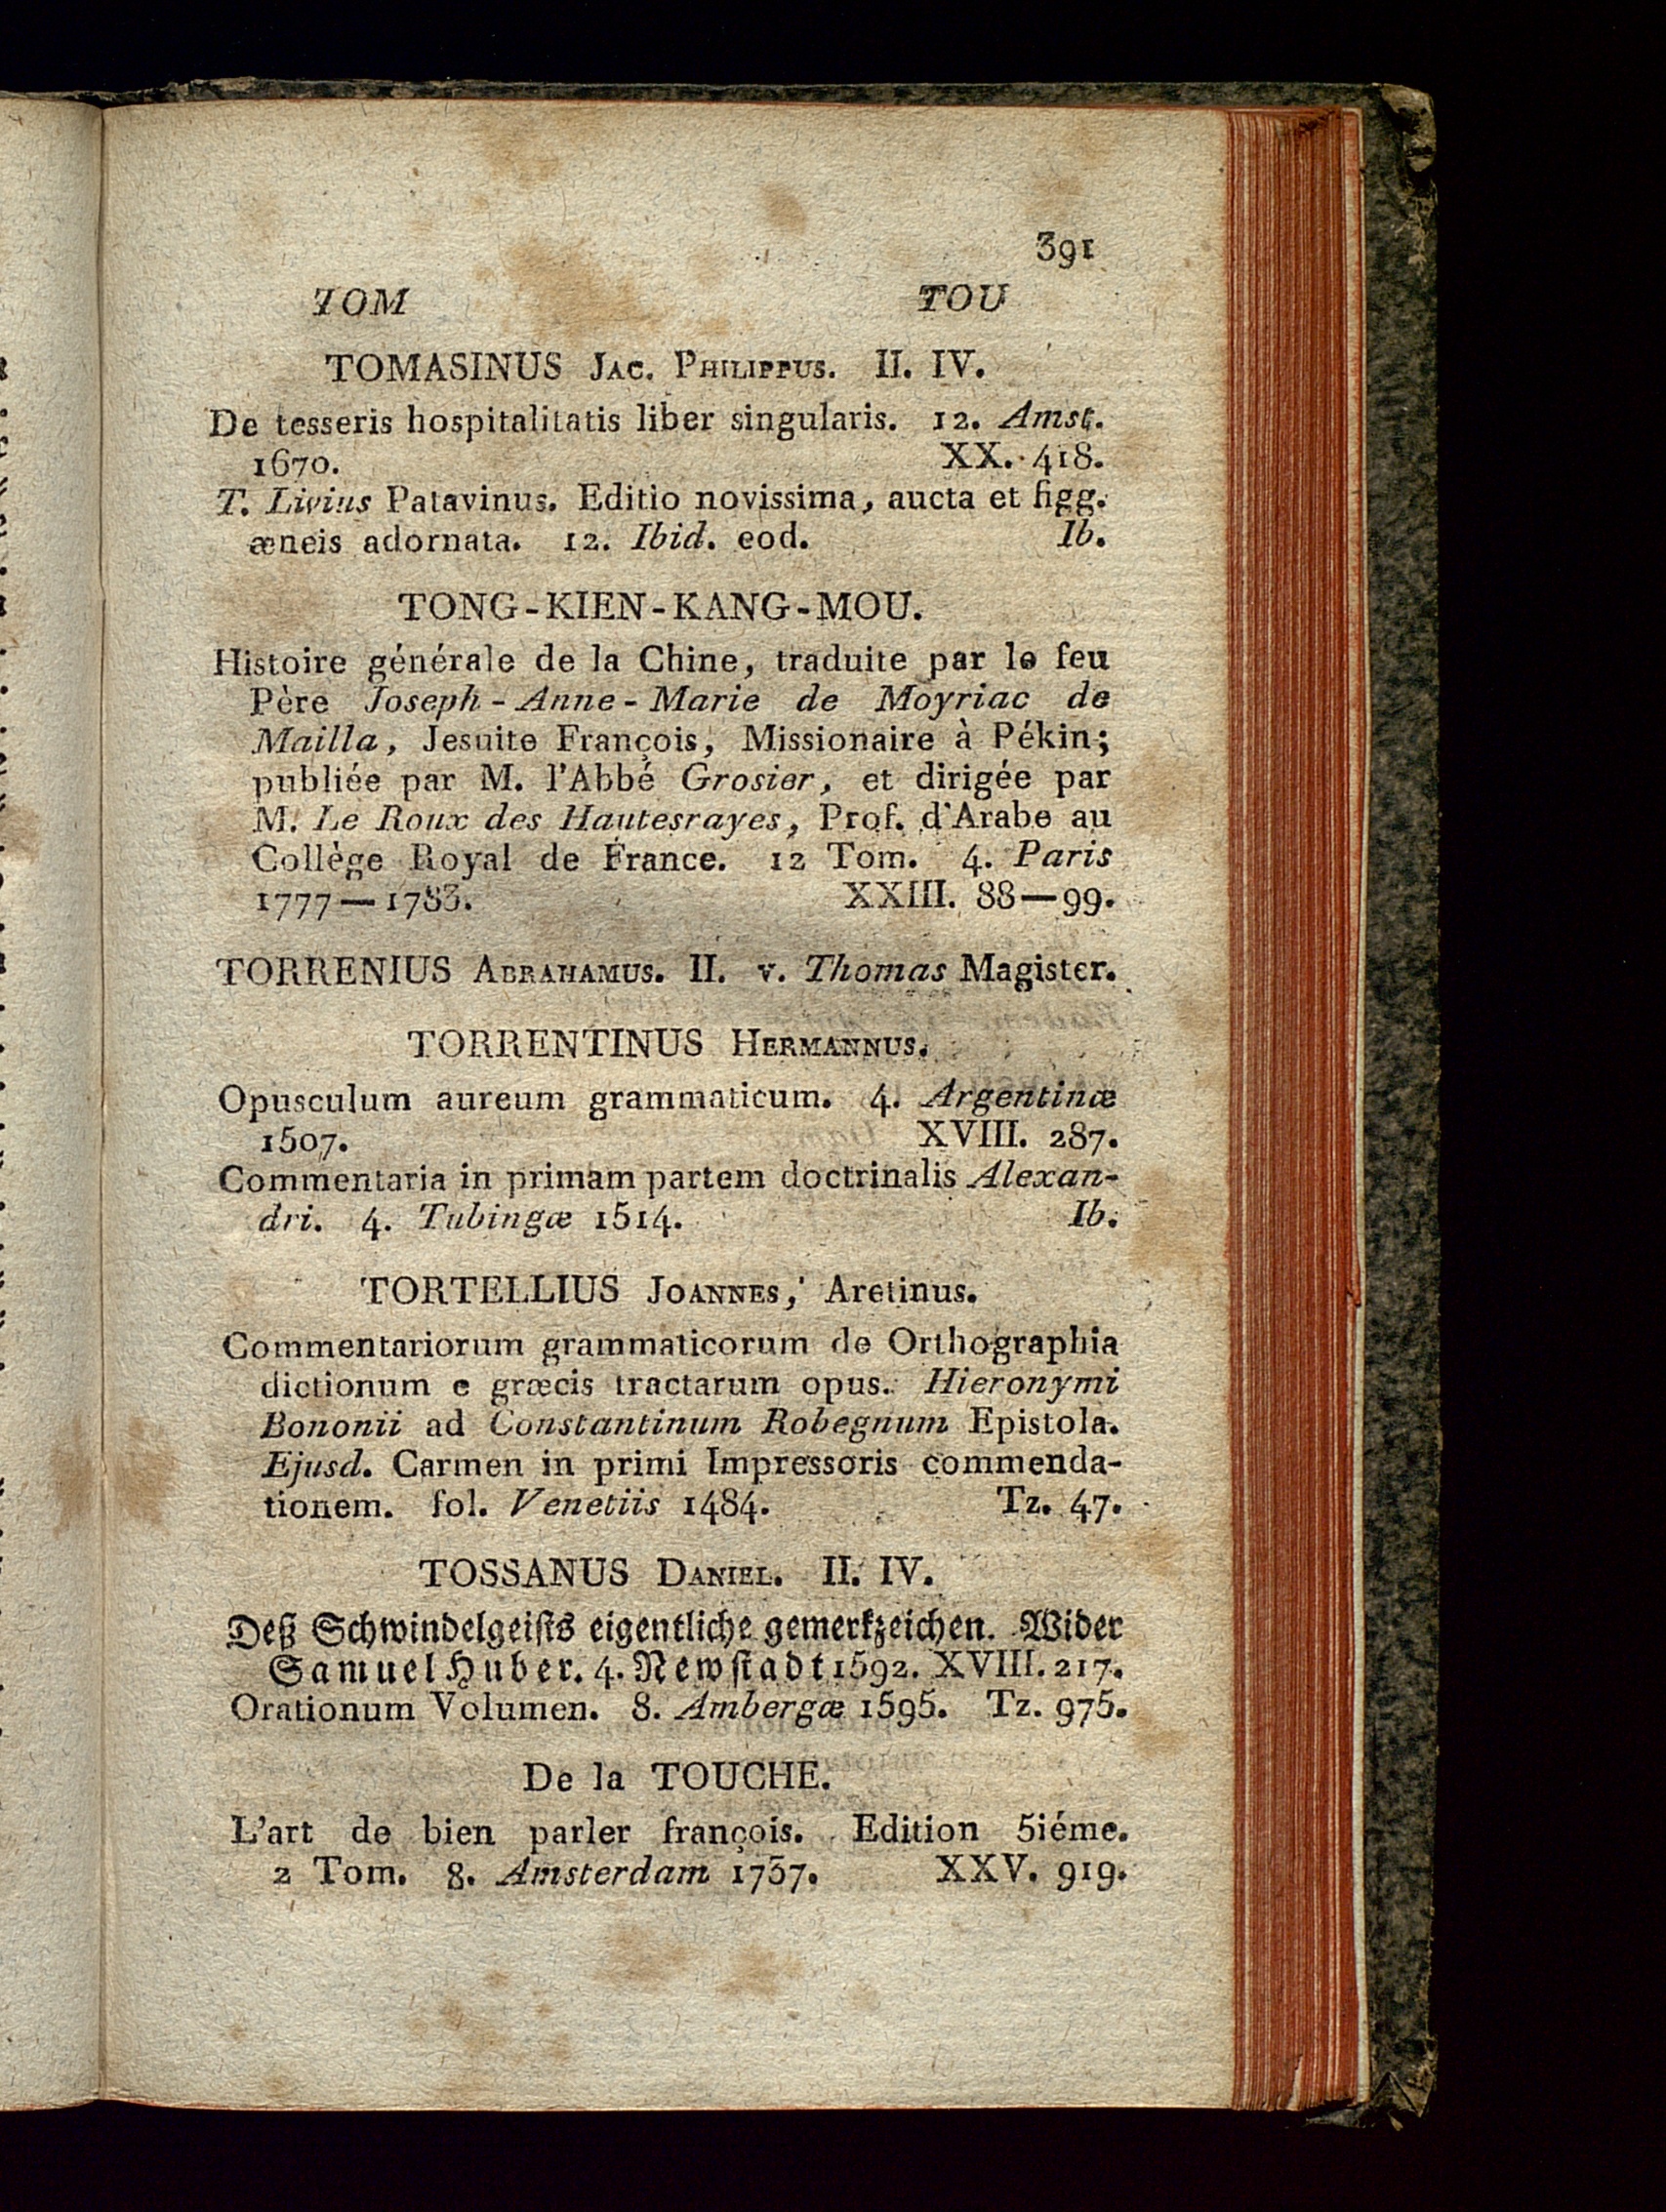 391
TOM TOU
TOMASINUS JAC. PHILIPPUS. II. IV.
De tesseris hospitalitatis liber singularis. 12. Amst.
1670. XX. 418.
T. Livius Patavinus. Editio novissima, aucta et figg.
æneis adornata. 12. Ibid. eod. Ib.
TONG-KIEN-KANG-MOU.
Histoire générale de la Chine, traduite par le feu
Père Joseph-Anne-Marie de Moyriac de
Mailla, Jesuite François, Missionaire à Pékin;
publiée par M. l'Abbé Grosier, et dirigée par
M. Le Roux des Hautesrayes, Prof. d'Arabe au
Collège Royal de France. 12 Tom. 4. Paris
1777—1783. XXIII. 88—99.
TORRENIUS ABRAHAMUS. II. v. Thomas Magister.
TORRENTINUS HERMANNUS.
Opusculum aureum grammaticum. 4. Argentinæ
1507. XVIII. 287.
Commentaria in primam partem doctrinalis Alexan-
dri. 4. Tubingæ 1514. Ib.
TORTELLIUS JOANNES, Aretinus.
Commentariorum grammaticorum de Orthographia
dictionum e græcis tractarum opus. Hieronymi
Bononii ad Constantinum Robegnum Epistola.
Ejusd. Carmen in primi Impressoris commenda-
tionem. fol. Venetiis 1484. Tz. 47.
TOSSANUS DANIEL. II. IV.
Deß Schwindelgeists eigentliche gemerkzeichen. Wider
Samuel Huber. 4. Newstadt 1592. XVIII. 217.
Orationum Volumen. 8. Ambergæ 1595. Tz. 975.
De la TOUCHE.
L'art de bien parler françois. Edition 5iéme.
2 Tom. 8. Amsterdam 1737. XXV. 919.